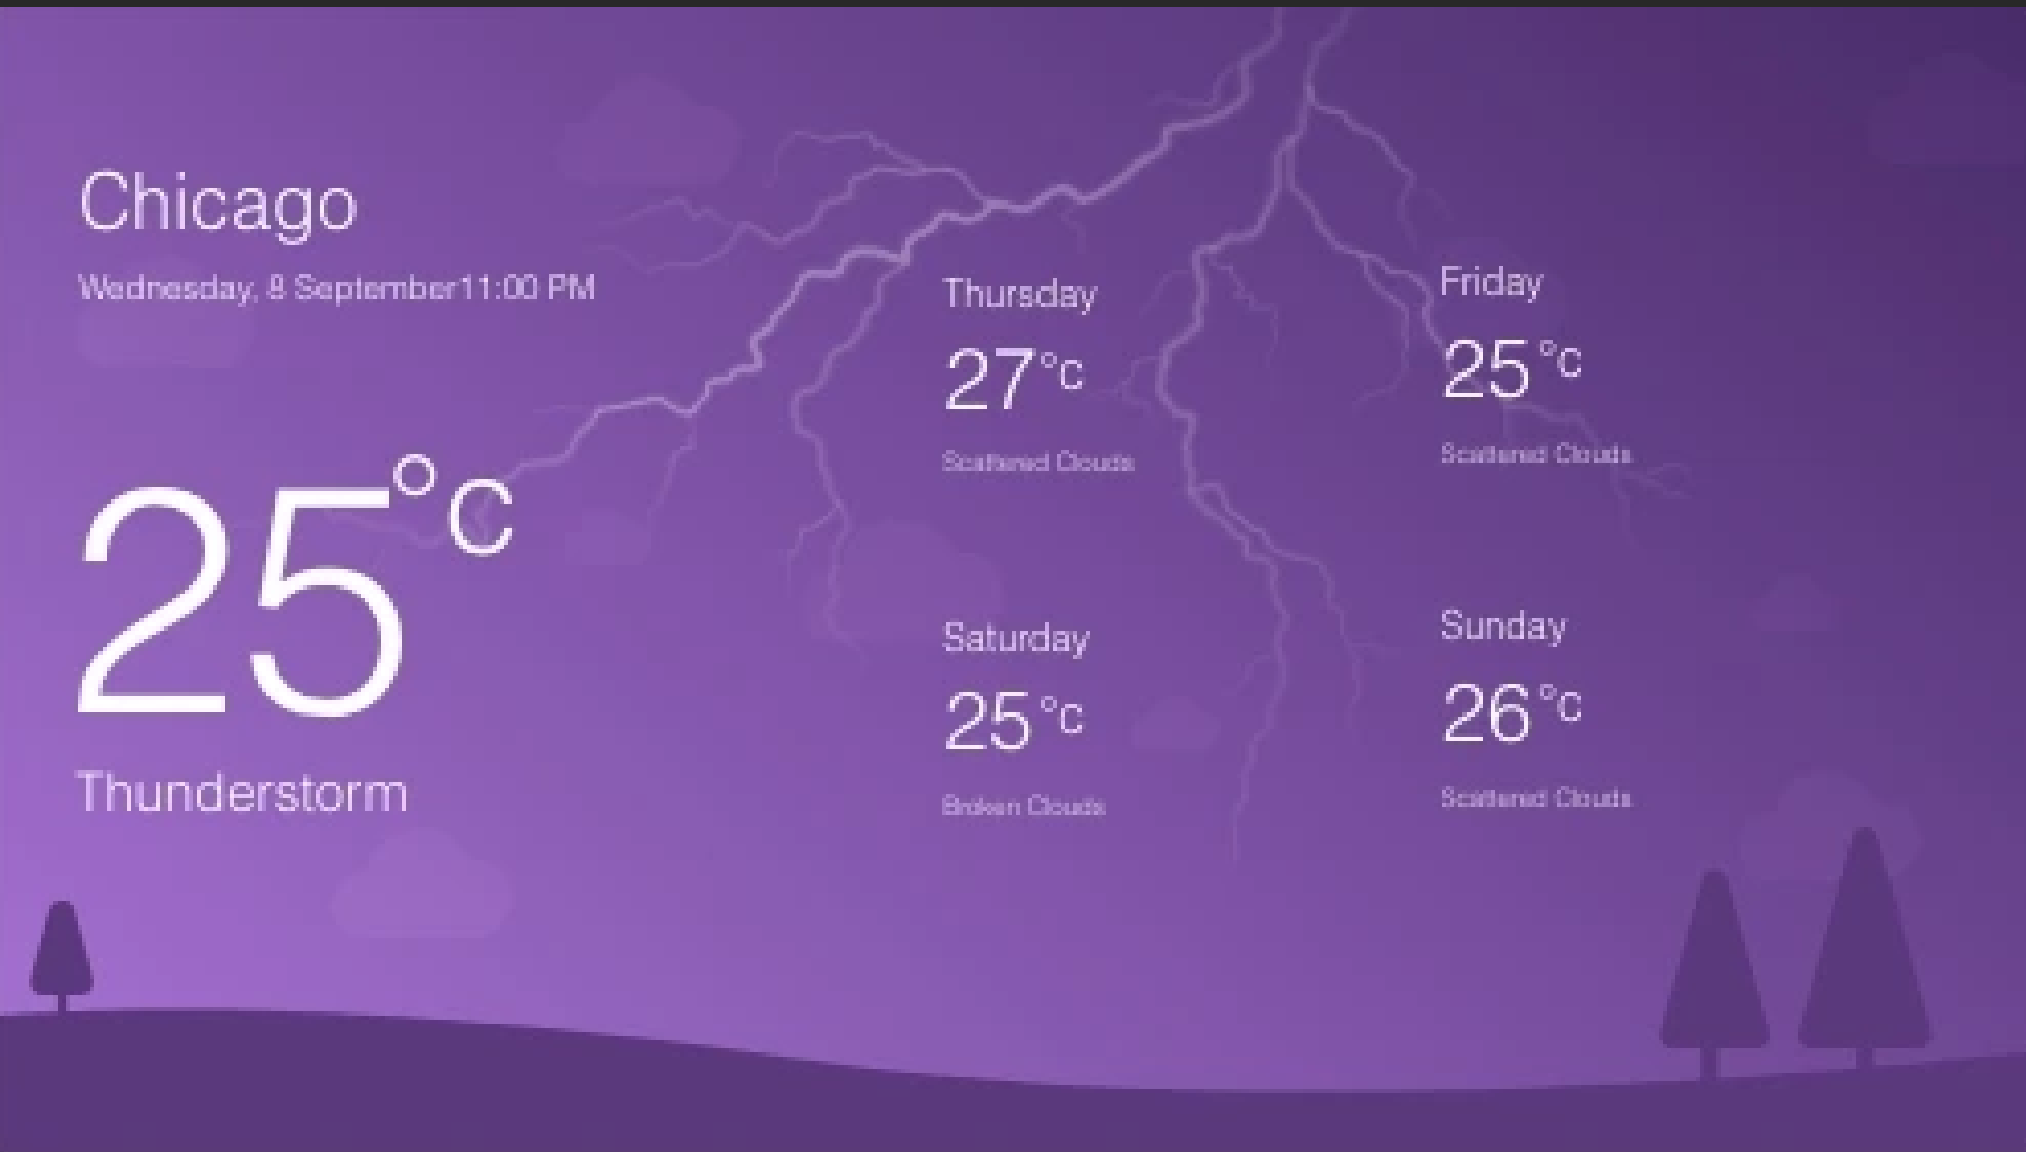 Chicago
Wednesday, 8 September11:00 PM
25°C
Thunderstorm
Thursday
27°C
Scattered Clouds
Friday
25°C
Scattered Clouds
Saturday
25°C
Broken Clouds
Sunday
26°C
Scattered Clouds